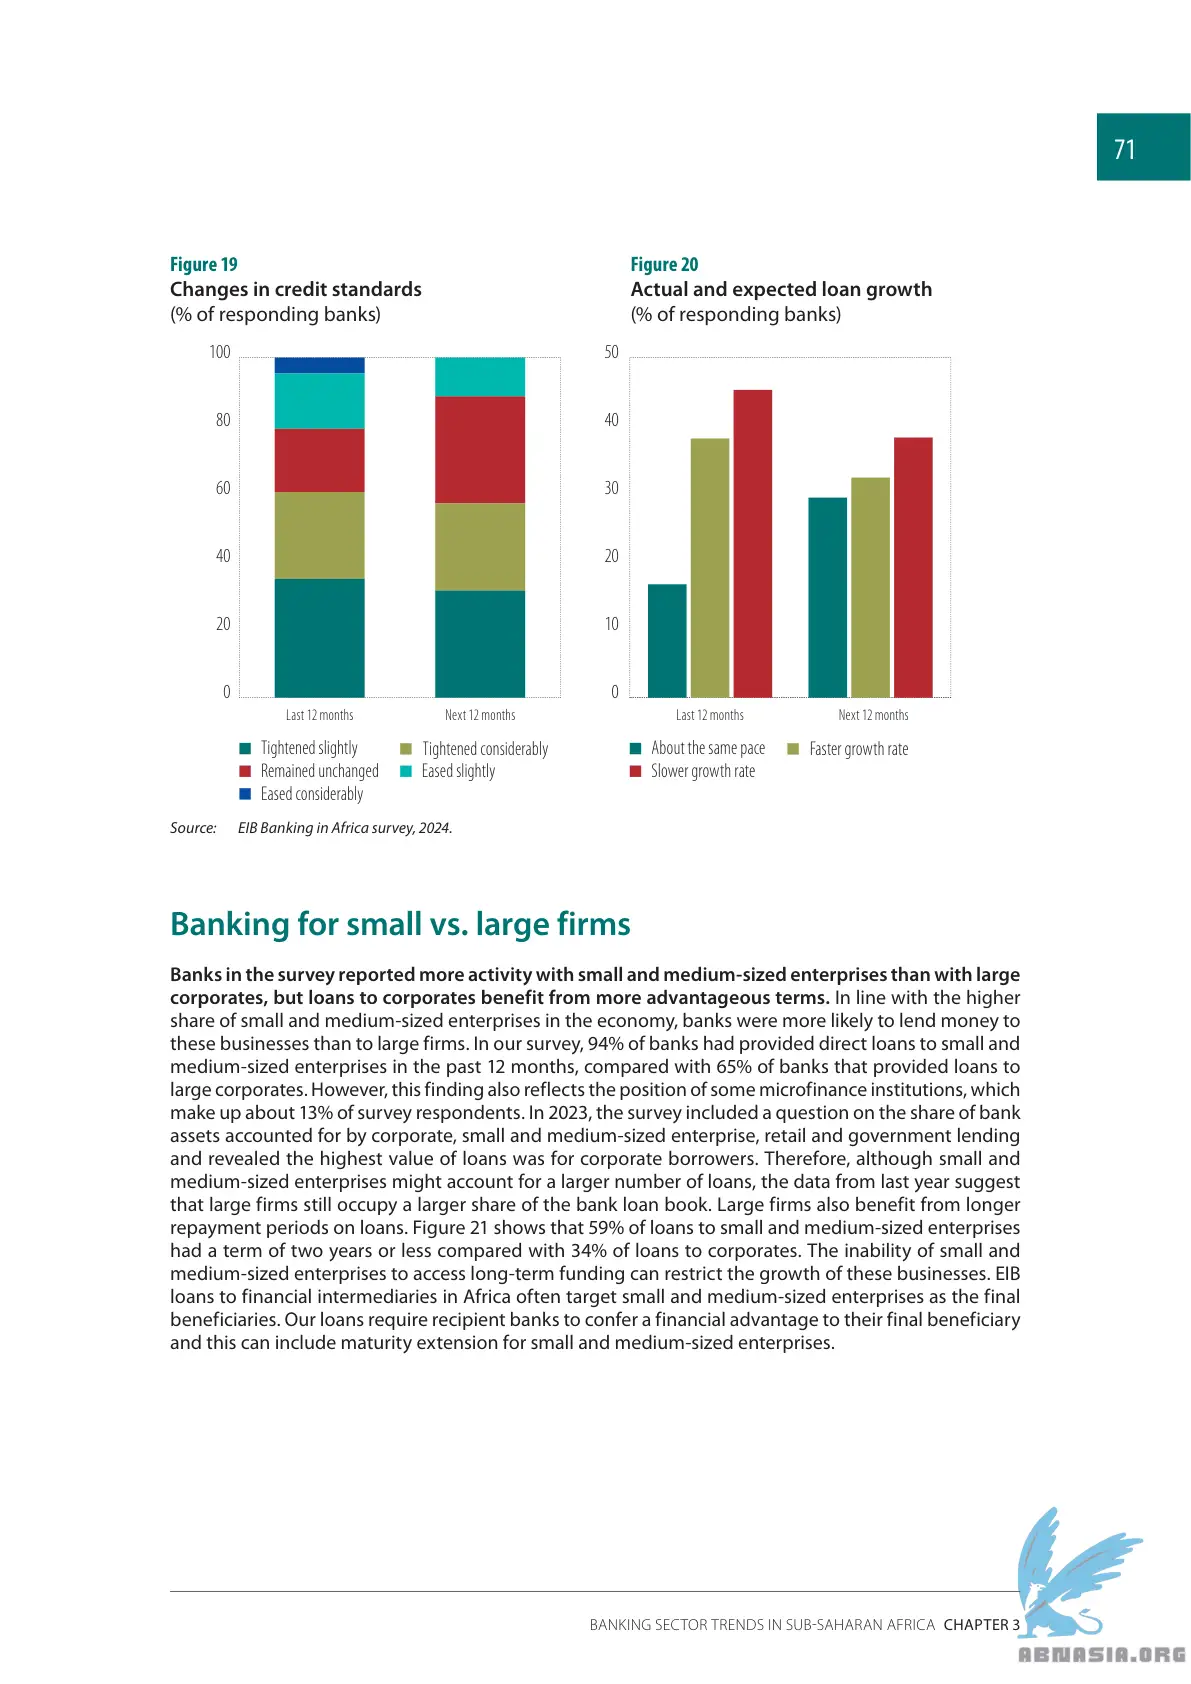 71
Figure 19
Changes in credit standards
(% of responding banks)
100
80
60
40
20
0
Last 12 months
Next 12 months
Tightened slightly
Tightened considerably
Remained unchanged
Eased slightly
Eased considerably
Figure 20
Actual and expected loan growth
(% of responding banks)
50
40
30
20
10
0
Last 12 months
Next 12 months
About the same pace
Faster growth rate
Slower growth rate
Source: EIB Banking in Africa survey, 2024.
Banking for small vs. large firms
Banks in the survey reported more activity with small and medium-sized enterprises than with large
corporates, but loans to corporates benefit from more advantageous terms. In line with the higher
share of small and medium-sized enterprises in the economy, banks were more likely to lend money to
these businesses than to large firms. In our survey, 94% of banks had provided direct loans to small and
medium-sized enterprises in the past 12 months, compared with 65% of banks that provided loans to
large corporates. However, this finding also reflects the position of some microfinance institutions, which
make up about 13% of survey respondents. In 2023, the survey included a question on the share of bank
assets accounted for by corporate, small and medium-sized enterprise, retail and government lending
and revealed the highest value of loans was for corporate borrowers. Therefore, although small and
medium-sized enterprises might account for a larger number of loans, the data from last year suggest
that large firms still occupy a larger share of the bank loan book. Large firms also benefit from longer
repayment periods on loans. Figure 21 shows that 59% of loans to small and medium-sized enterprises
had a term of two years or less compared with 34% of loans to corporates. The inability of small and
medium-sized enterprises to access long-term funding can restrict the growth of these businesses. EIB
loans to financial intermediaries in Africa often target small and medium-sized enterprises as the final
beneficiaries. Our loans require recipient banks to confer a financial advantage to their final beneficiary
and this can include maturity extension for small and medium-sized enterprises.
BANKING SECTOR TRENDS IN SUB-SAHARAN AFRICA CHAPTER 3
ABNASIA.ORG